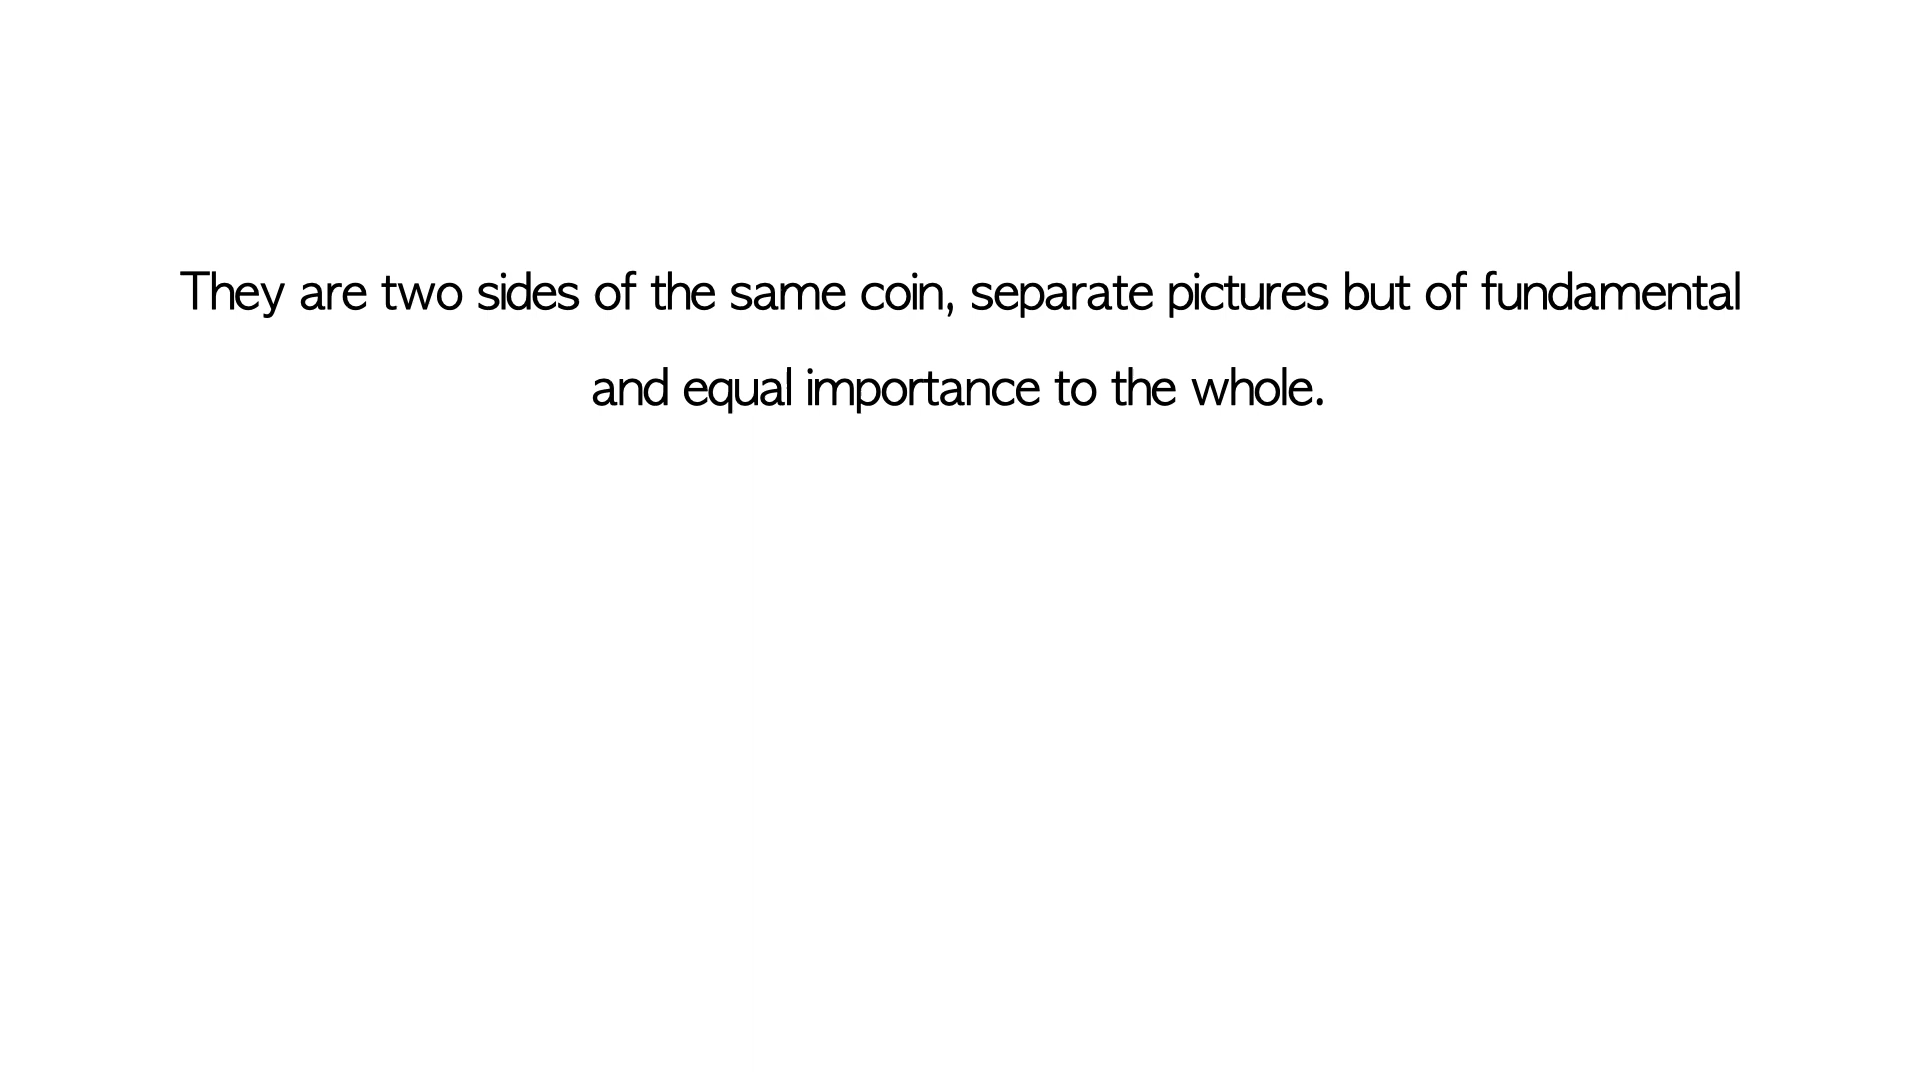 They are two sides of the same coin, separate pictures but of fundamental
and equal importance to the whole.